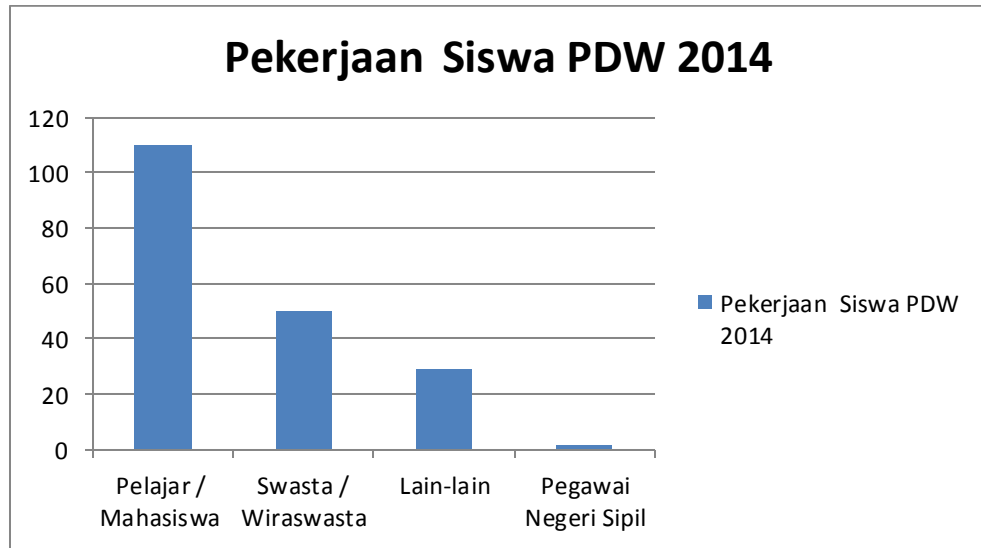 Pekerjaan Siswa PDW 2014
120
100
80
60
40
20
0
Pelajar /
Mahasiswa
Swasta /
Wiraswasta
Lain-lain
Pegawai
Negeri Sipil
Pekerjaan Siswa PDW
2014